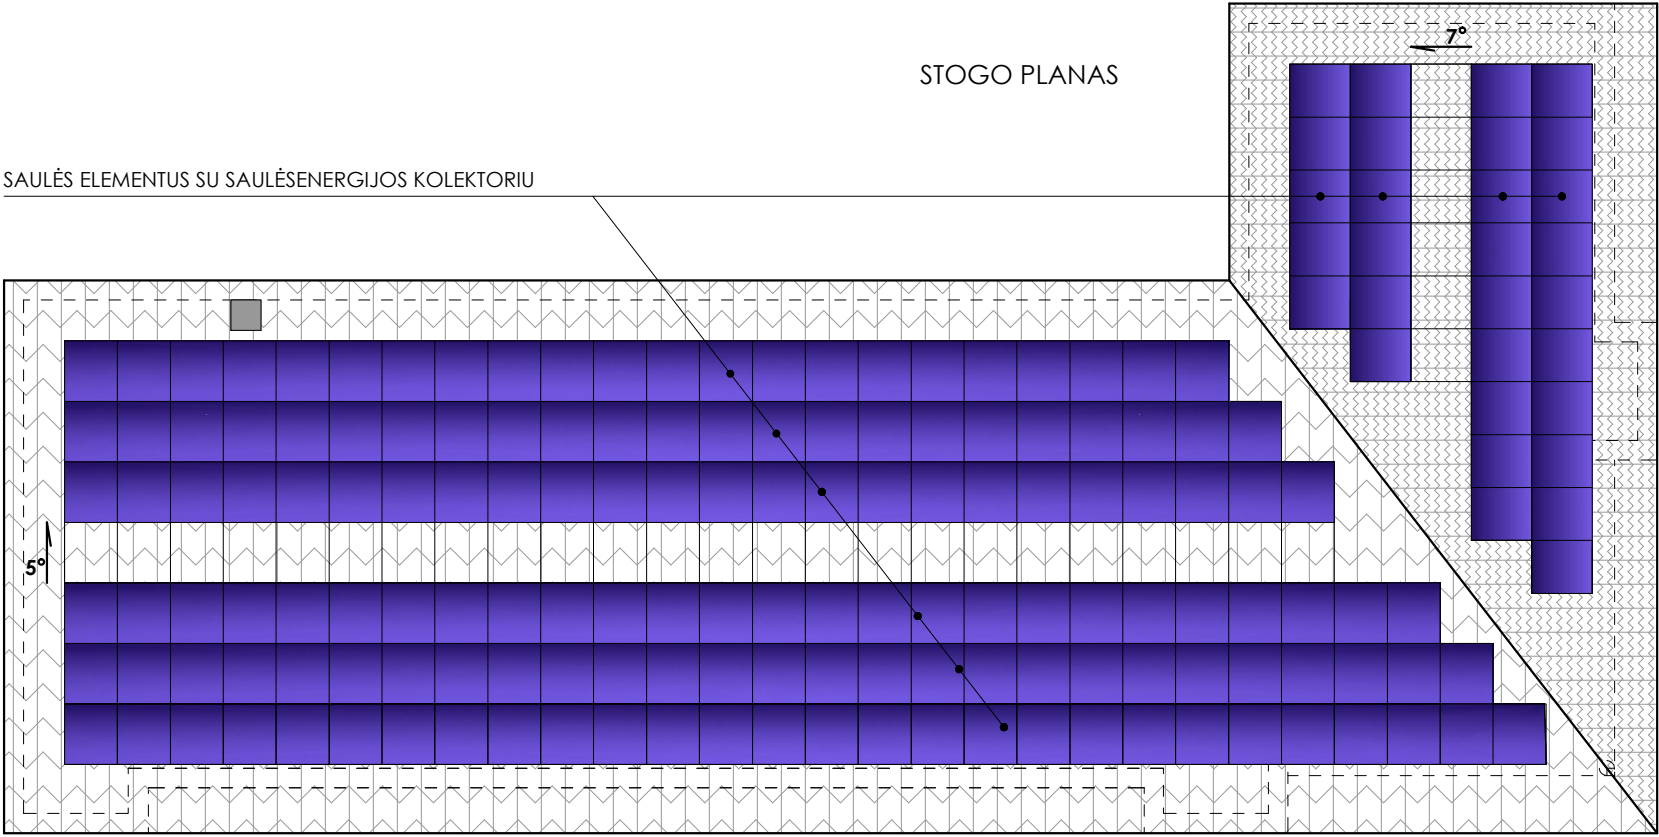 7°
STOGO PLANAS
SAULĖS ELEMENTUS SU SAULĖSENERGIJOS KOLEKTORIU
5°